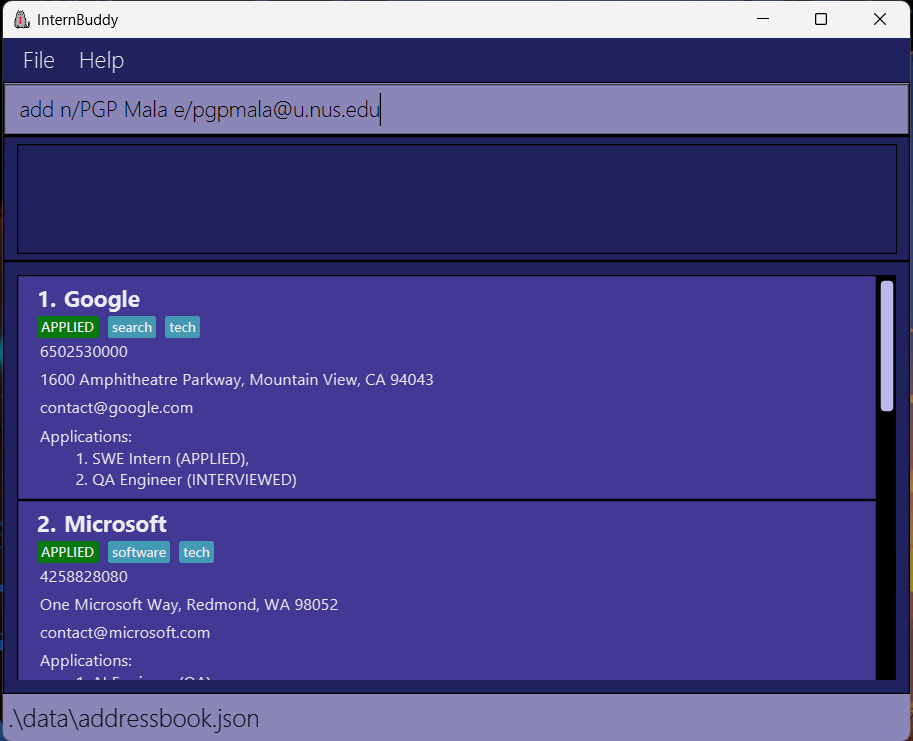 InternBuddy
File Help
add n/PGP Mala e/pgpmala@u.nus.edu
1. Google
APPLIED search tech
6502530000
1600 Amphitheatre Parkway, Mountain View, CA 94043
contact@google.com
Applications:
1. SWE Intern (APPLIED),
2. QA Engineer (INTERVIEWED)
2. Microsoft
APPLIED software tech
4258828080
One Microsoft Way, Redmond, WA 98052
contact@microsoft.com
Applications:
.\data\addressbook.json